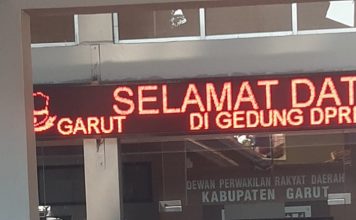 SELAMAT DAT
GARUT
DI GEDUNG DPR
DEWAN PERWAKILAN RAKYAT DAERAH
KABUPATEN GARUT